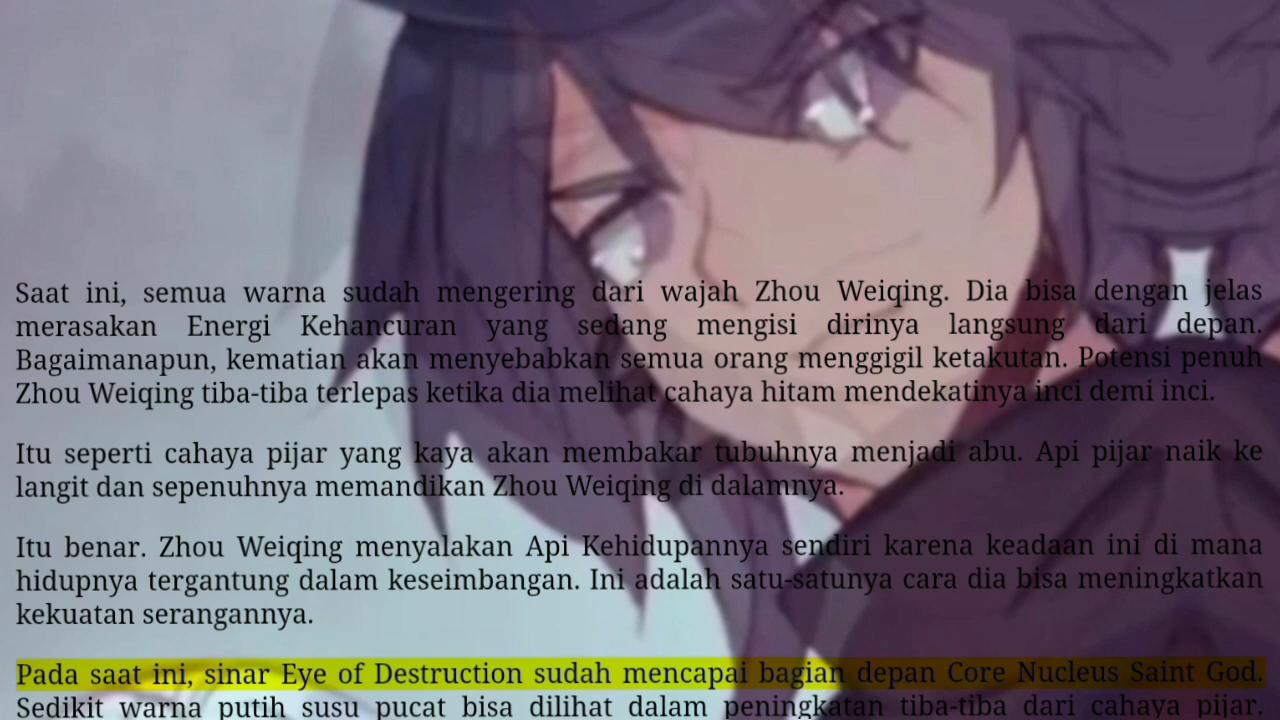 Saat ini, semua warna sudah mengering dari wajah Zhou Weiqing. Dia bisa dengan jelas
merasakan Energi Kehancuran yang sedang mengisi dirinya langsung dari depan.
Bagaimanapun, kematian akan menyebabkan semua orang menggigil ketakutan. Potensi penuh
Zhou Weiqing tiba-tiba terlepas ketika dia melihat cahaya hitam mendekatinya inci demi inci.
Itu seperti cahaya pijar yang kaya akan membakar tubuhnya menjadi abu. Api pijar naik ke
langit dan sepenuhnya memandikan Zhou Weiqing di dalamnya.
Itu benar. Zhou Weiqing menyalakan Api Kehidupannya sendiri karena keadaan ini di mana
hidupnya tergantung dalam keseimbangan. Ini adalah satu-satunya cara dia bisa meningkatkan
kekuatan serangannya.
Pada saat ini, sinar Eye of Destruction sudah mencapai bagian depan Core Nucleus Saint God.
Sedikit warna putih susu pucat bisa dilihat dalam peningkatan tiba-tiba dari cahaya pijar.